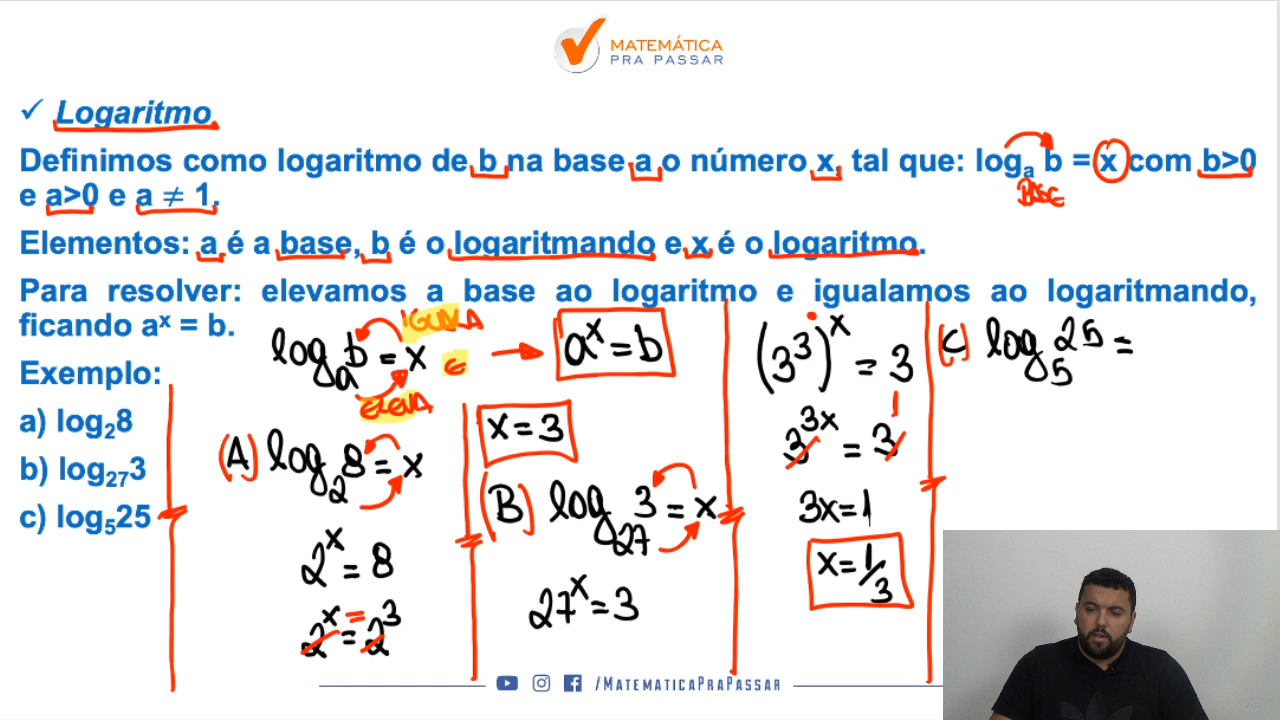 MATEMÁTICA
PRA PASSAR
✓ Logaritmo
Definimos como logaritmo de b na base a o número x, tal que: logₐ b = x com b>0
BASE
e a>0 e a ≠ 1.
Elementos: a é a base, b é o logaritmando e x é o logaritmo.
Para resolver: elevamos a base ao logaritmo e igualamos ao logaritmando,
ficando aˣ = b.
Exemplo:
a) log₂8
b) log₂₇3
c) log₅25
IGUALA
logₐ b = x E → aˣ = b
ELEVA
(A) log₂ 8 = x
2ˣ = 8
2ˣ = 2³
x = 3
(B) log₂₇ 3 = x
27ˣ = 3
(3³)ˣ = 3
3³ˣ = 3¹
3x = 1
x = 1/3
(C) log₅ 25 =
/MatematicaPraPassar